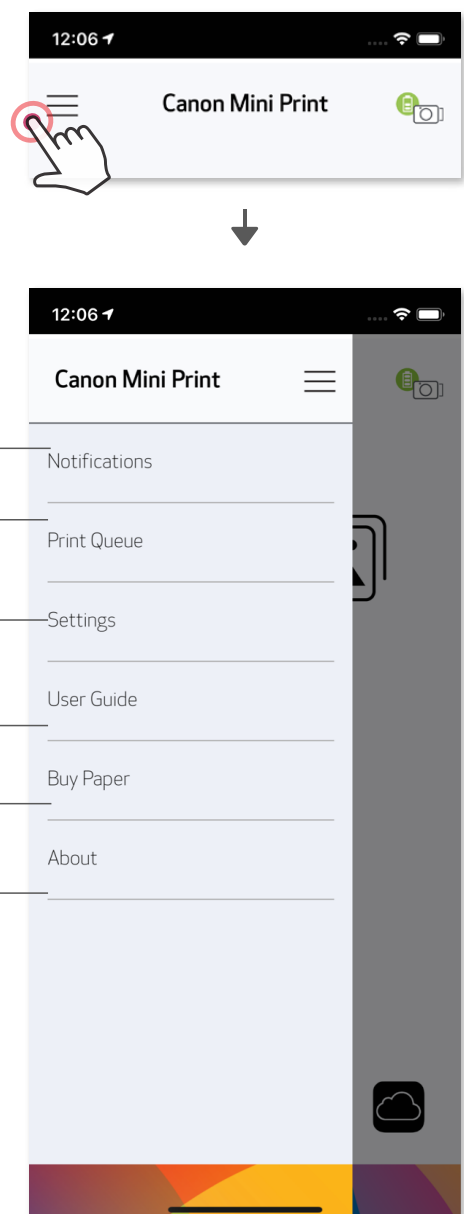 12:06
Canon Mini Print
12:06
Canon Mini Print
Notifications
Print Queue
Settings
User Guide
Buy Paper
About